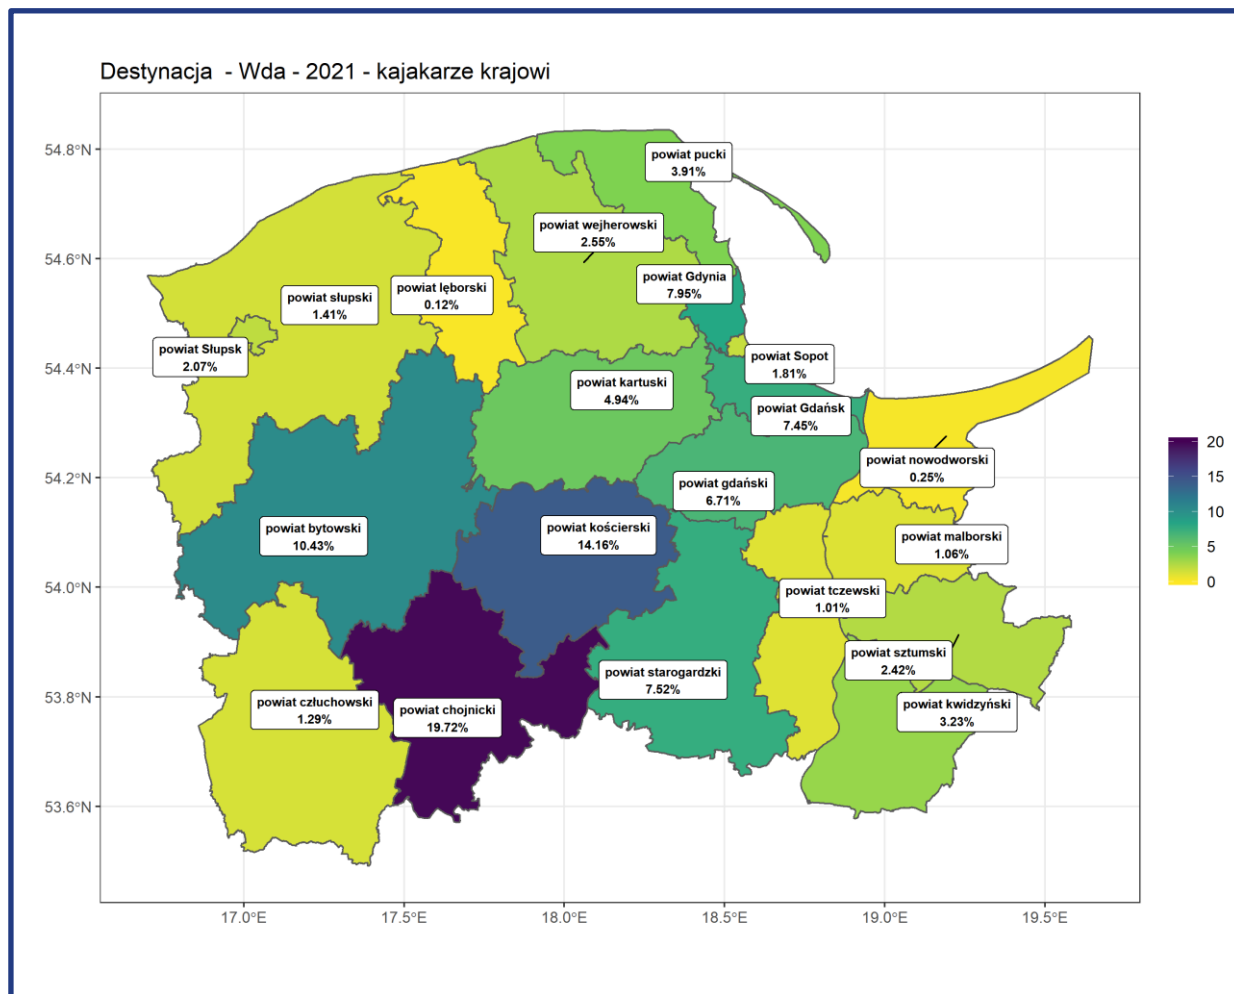 Destynacja  - Wda - 2021 - kajakarze krajowi
54.8°N
54.6°N
54.4°N
54.2°N
54.0°N
53.8°N
53.6°N
powiat pucki
3.91%
powiat wejherowski
2.55%
powiat Gdynia
7.95%
powiat lęborski
0.12%
powiat słupski
1.41%
powiat Słupsk
2.07%
powiat Sopot
1.81%
powiat kartuski
4.94%
powiat Gdańsk
7.45%
powiat nowodworski
0.25%
powiat gdański
6.71%
powiat bytowski
10.43%
powiat kościerski
14.16%
powiat malborski
1.06%
powiat tczewski
1.01%
powiat sztumski
2.42%
powiat starogardzki
7.52%
powiat człuchowski
1.29%
powiat chojnicki
19.72%
powiat kwidzyński
3.23%
20
15
10
5
0
17.0°E
17.5°E
18.0°E
18.5°E
19.0°E
19.5°E